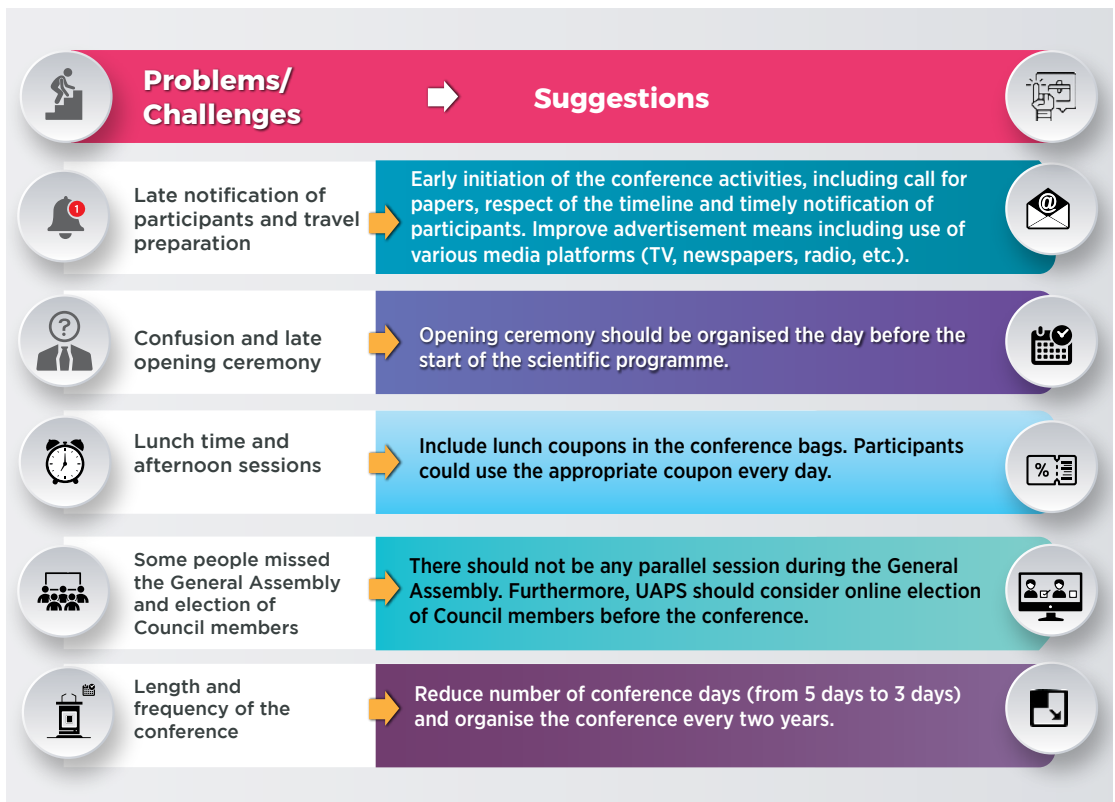 Problems/
Challenges
Suggestions
1
Late notification of
participants and travel
preparation
Early initiation of the conference activities, including call for
papers, respect of the timeline and timely notification of
participants. Improve advertisement means including use of
various media platforms (TV, newspapers, radio, etc.).
@
?
Confusion and late
opening ceremony
Opening ceremony should be organised the day before the
start of the scientific programme.
Lunch time and
afternoon sessions
Include lunch coupons in the conference bags. Participants
could use the appropriate coupon every day.
%
Some people missed
the General Assembly
and election of
Council members
There should not be any parallel session during the General
Assembly. Furthermore, UAPS should consider online election
of Council members before the conference.
Length and
frequency of the
conference
Reduce number of conference days (from 5 days to 3 days)
and organise the conference every two years.